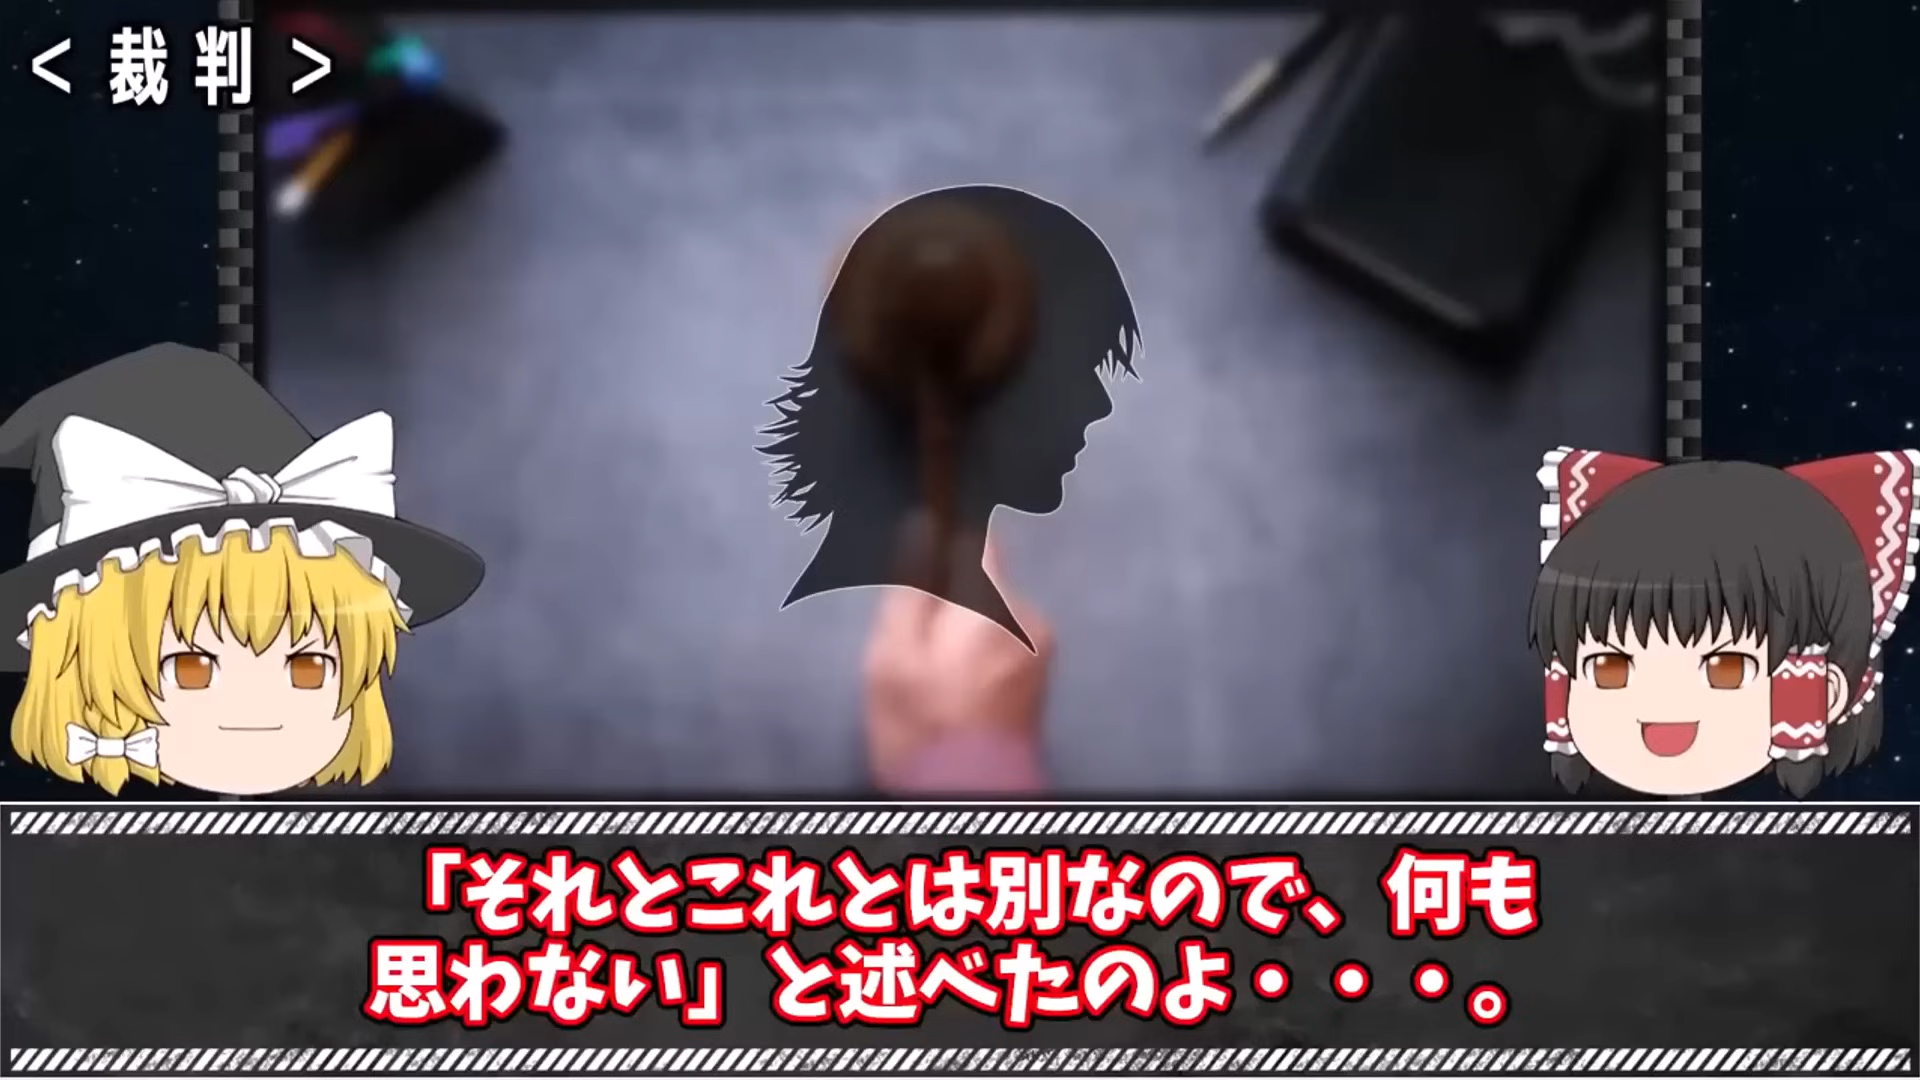 < 裁判 >
「それとこれとは別なので、何も
思わない」と述べたのよ・・・。